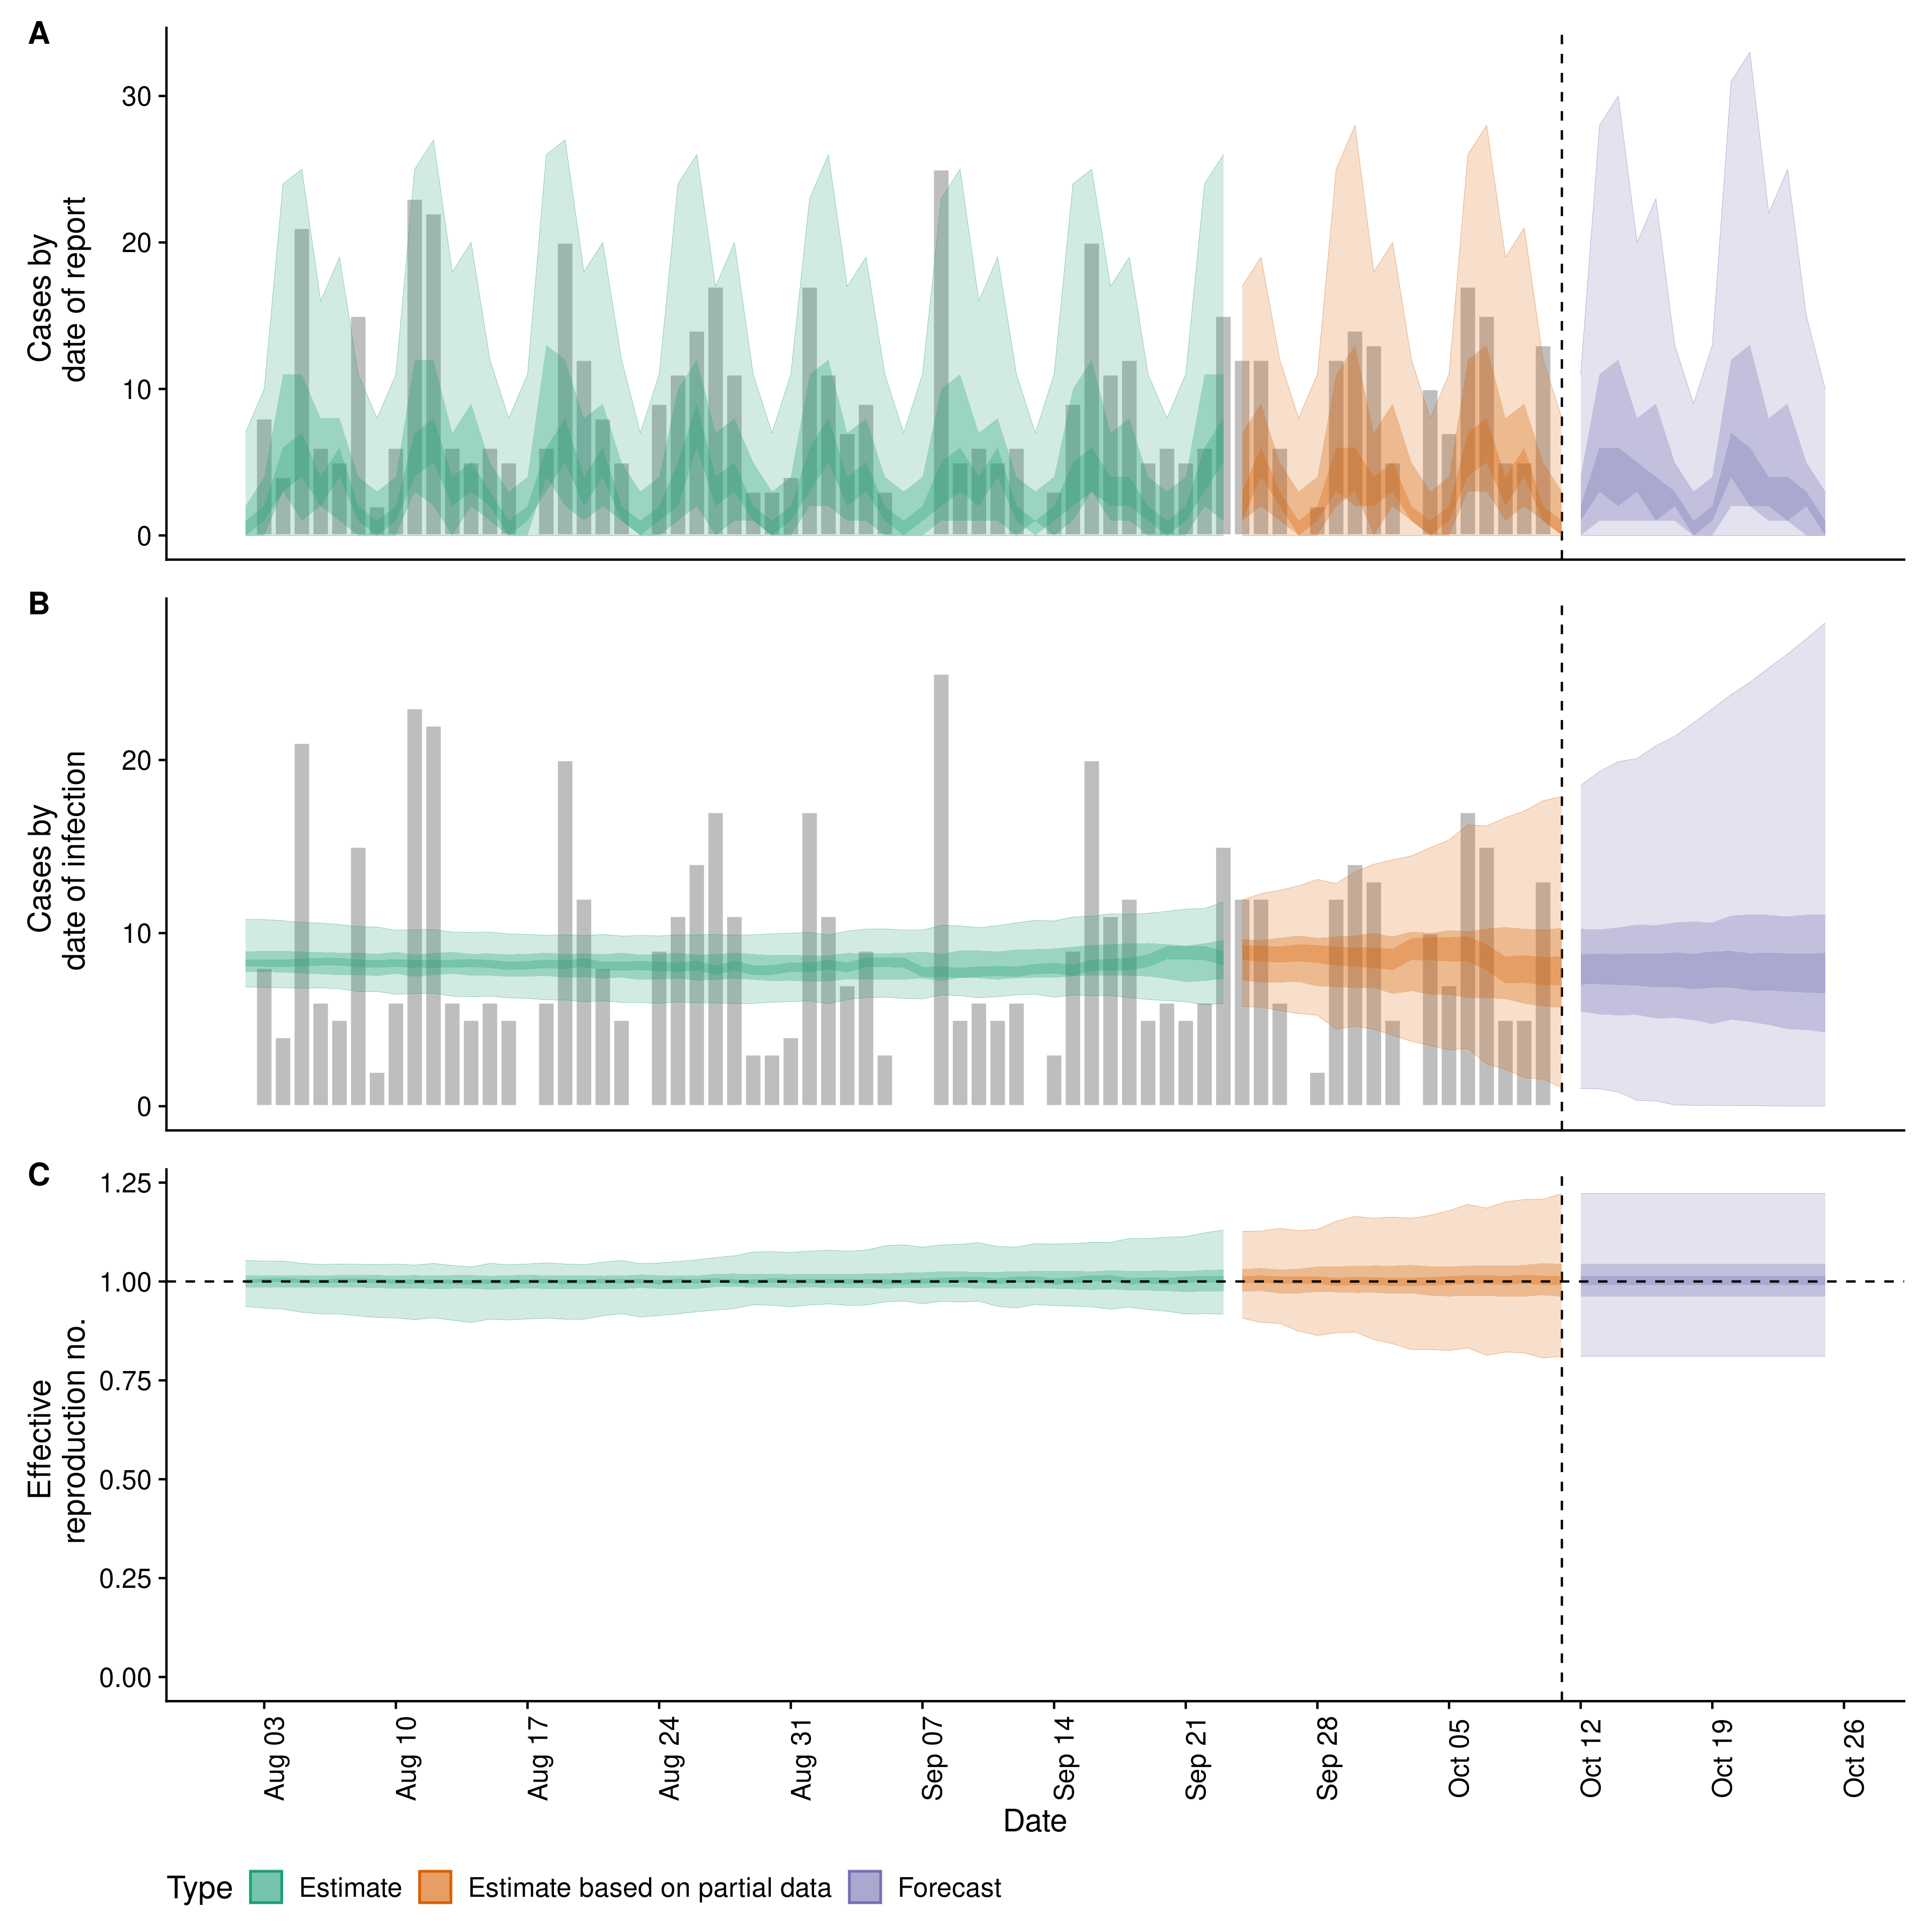 A
Cases by
date of report
30
20
10
0
B
Cases by
date of infection
20
10
0
C
Effective
reproduction no.
1.25
1.00
0.75
0.50
0.25
0.00
Aug 03
Aug 10
Aug 17
Aug 24
Aug 31
Sep 07
Sep 14
Sep 21
Sep 28
Oct 05
Oct 12
Oct 19
Oct 26
Date
Type Estimate Estimate based on partial data Forecast